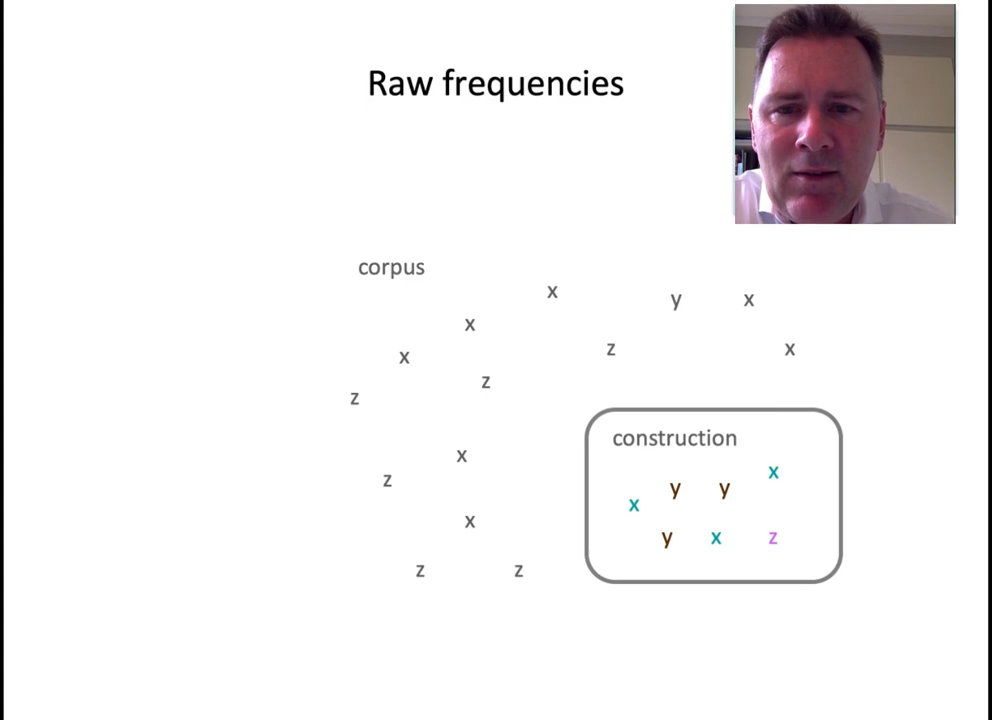 Raw frequencies
corpus
x
y x
x
z x
x
z
z
construction
x
x
z
y y
x
x
y x z
z z